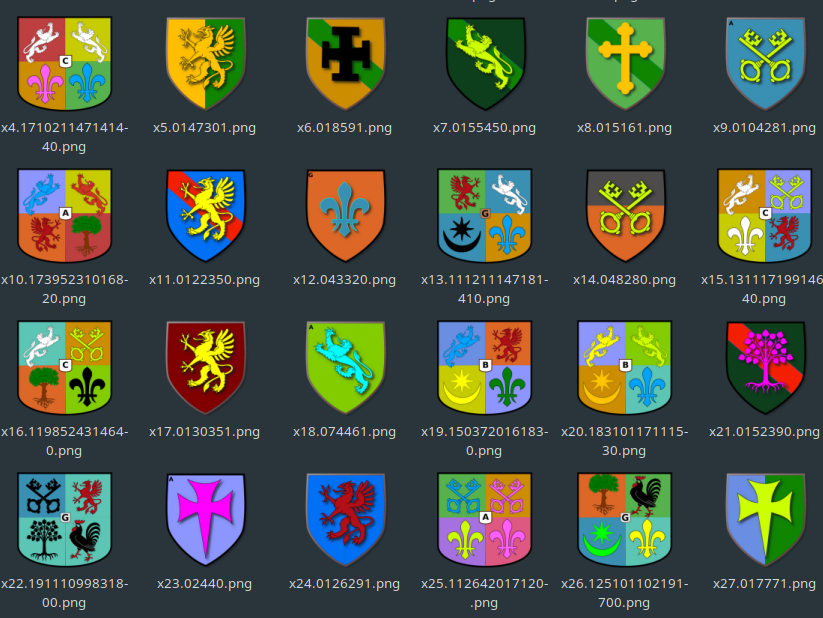 C
x4.1710211471414-
40.png
x5.0147301.png
x6.018591.png
x7.0155450.png
x8.015161.png
A
x9.0104281.png
A
x10.173952310168-
20.png
x11.0122350.png
G
x12.043320.png
G
x13.111211147181-
410.png
x14.048280.png
C
x15.131117199146
40.png
C
x16.119852431464-
0.png
x17.0130351.png
A
x18.074461.png
B
x19.150372016183-
0.png
B
x20.183101171115-
30.png
x21.0152390.png
G
x22.191110998318-
00.png
A
x23.02440.png
x24.0126291.png
A
x25.112642017120-
.png
G
x26.125101102191-
700.png
x27.017771.png